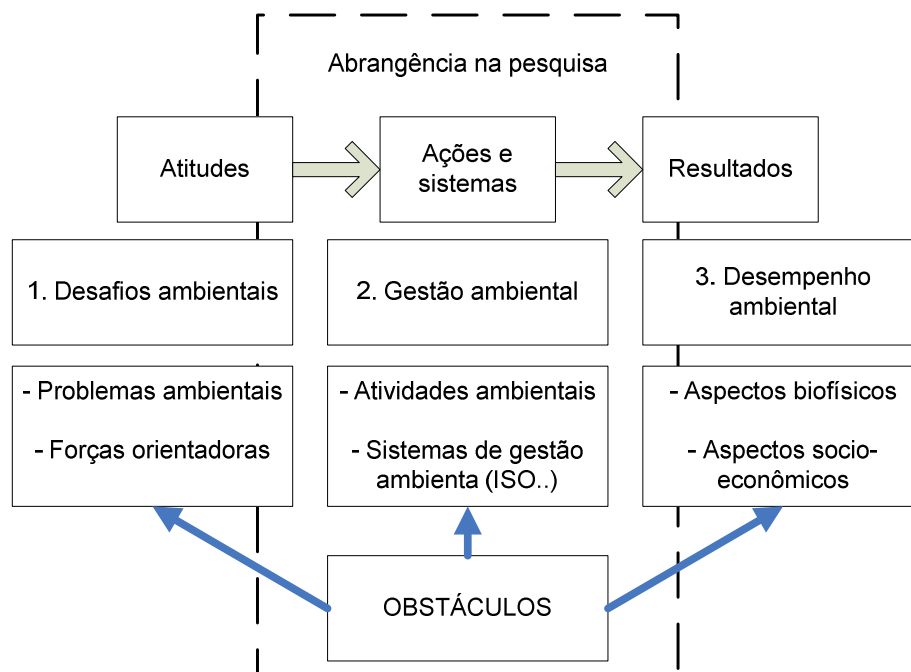 Abrangência na pesquisa
Atitudes
Ações e
sistemas
Resultados
1. Desafios ambientais
2. Gestão ambiental
3. Desempenho
ambiental
- Problemas ambientais
- Forças orientadoras
- Atividades ambientais
- Sistemas de gestão
ambienta (ISO..)
- Aspectos biofísicos
- Aspectos socio-
econômicos
OBSTÁCULOS